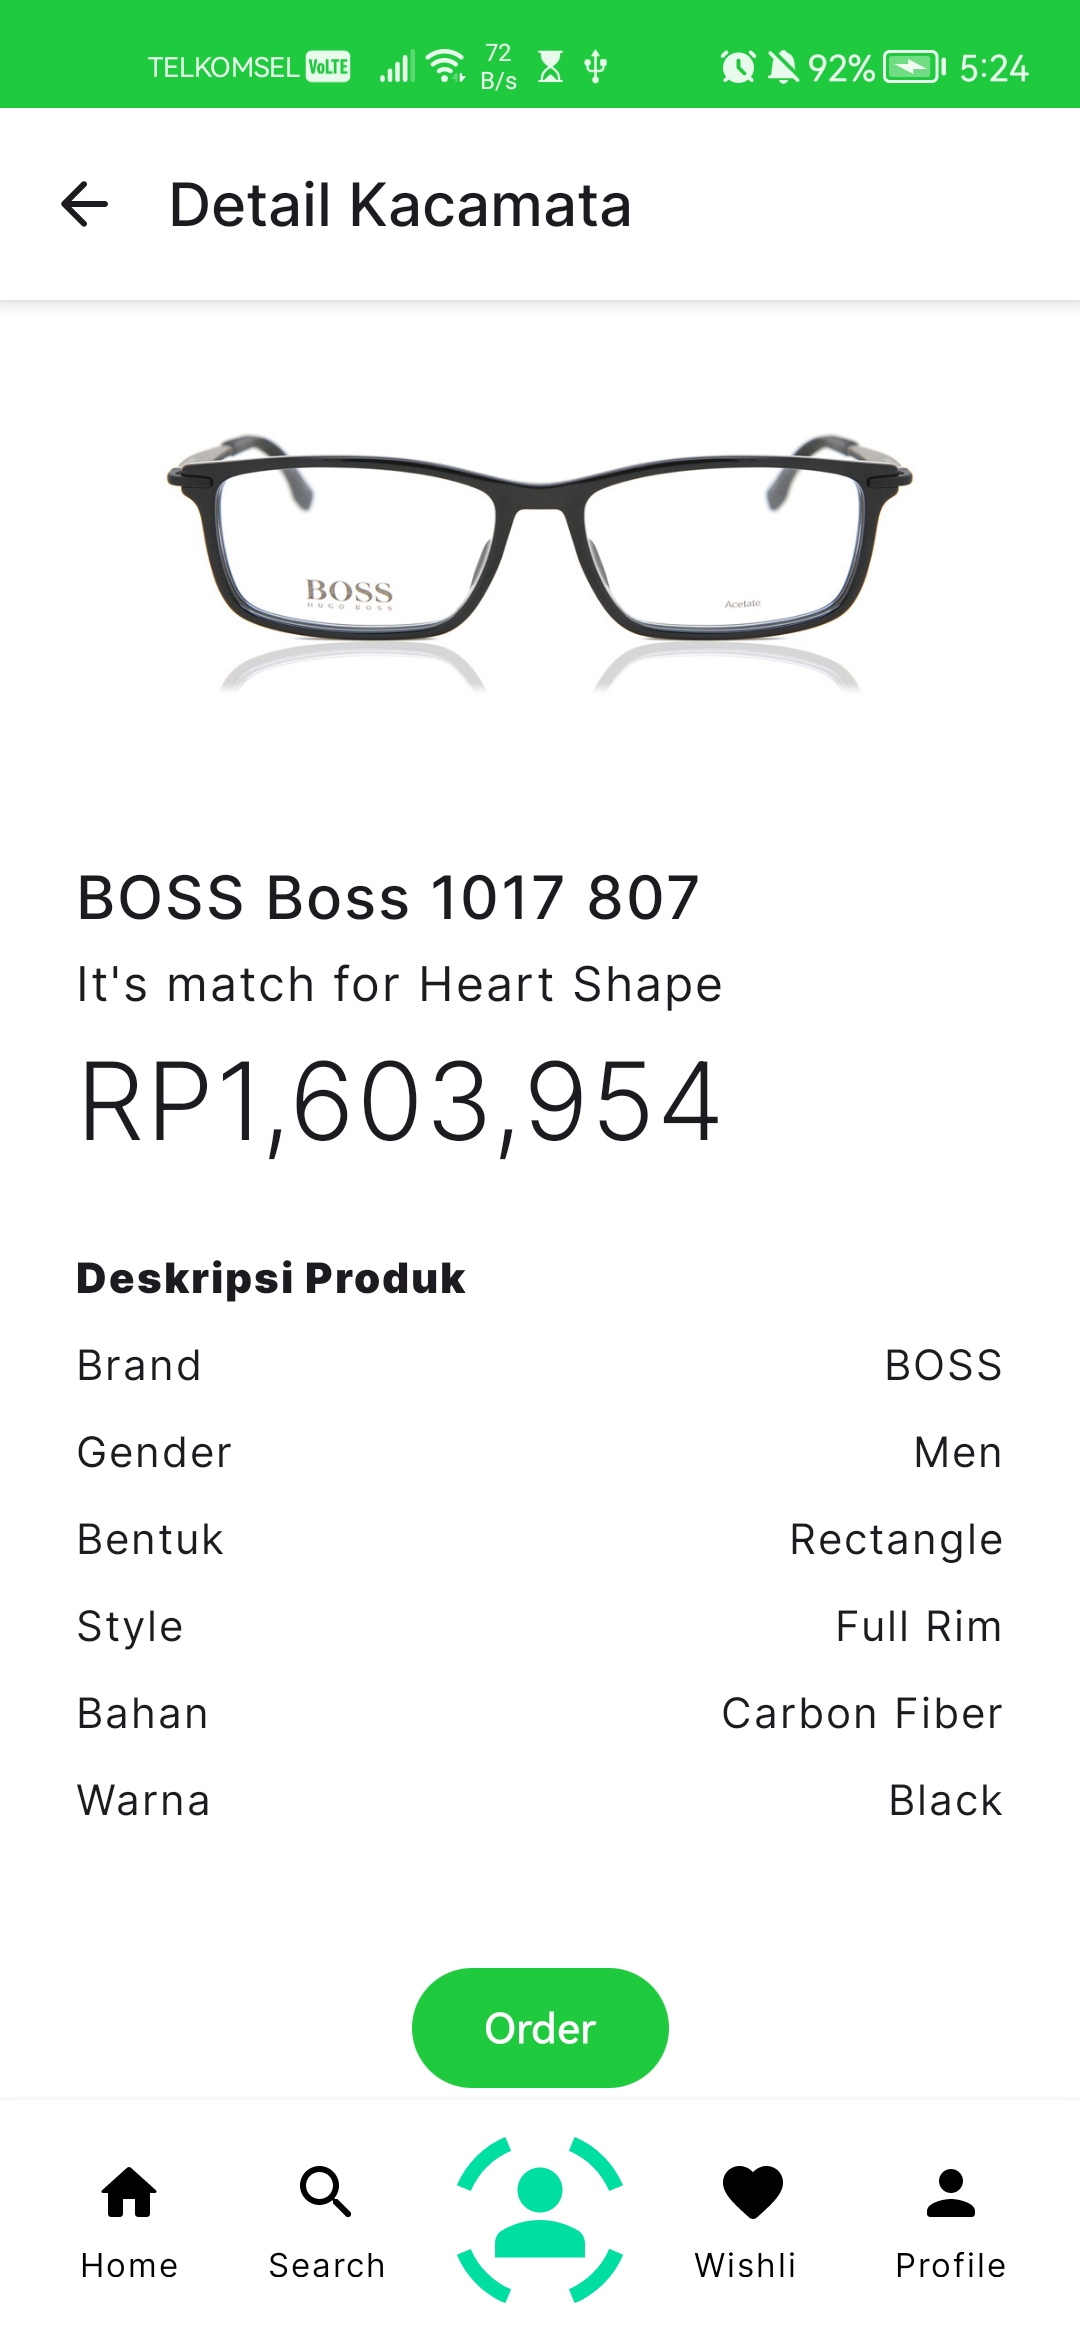 TELKOMSEL VoLTE 72 B/s 92% 5:24
Detail Kacamata
BOSS
HUGO BOSS
Acetate
BOSS Boss 1017 807
It's match for Heart Shape
RP1,603,954
Deskripsi Produk
Brand BOSS
Gender Men
Bentuk Rectangle
Style Full Rim
Bahan Carbon Fiber
Warna Black
Order
Home Search Wishli Profile